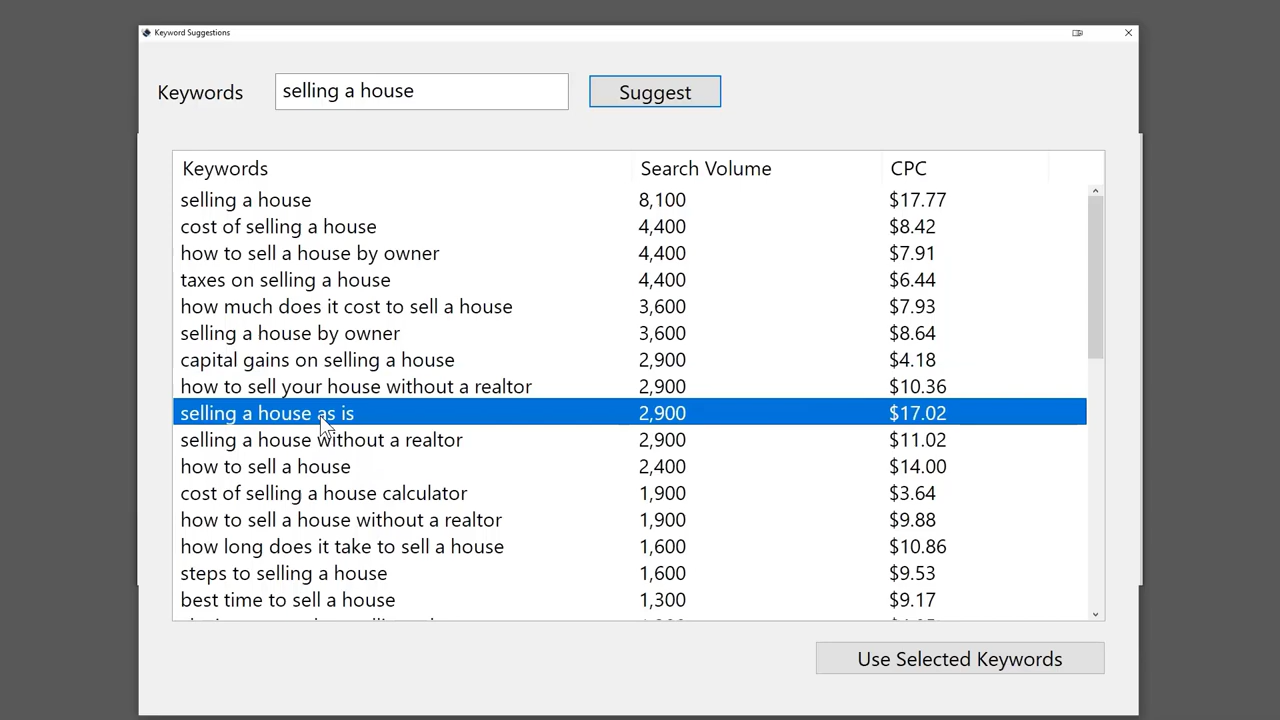 Keyword Suggestions
Keywords selling a house Suggest
Keywords Search Volume CPC
selling a house 8,100 $17.77
cost of selling a house 4,400 $8.42
how to sell a house by owner 4,400 $7.91
taxes on selling a house 4,400 $6.44
how much does it cost to sell a house 3,600 $7.93
selling a house by owner 3,600 $8.64
capital gains on selling a house 2,900 $4.18
how to sell your house without a realtor 2,900 $10.36
selling a house as is 2,900 $17.02
selling a house without a realtor 2,900 $11.02
how to sell a house 2,400 $14.00
cost of selling a house calculator 1,900 $3.64
how to sell a house without a realtor 1,900 $9.88
how long does it take to sell a house 1,600 $10.86
steps to selling a house 1,600 $9.53
best time to sell a house 1,300 $9.17
Use Selected Keywords